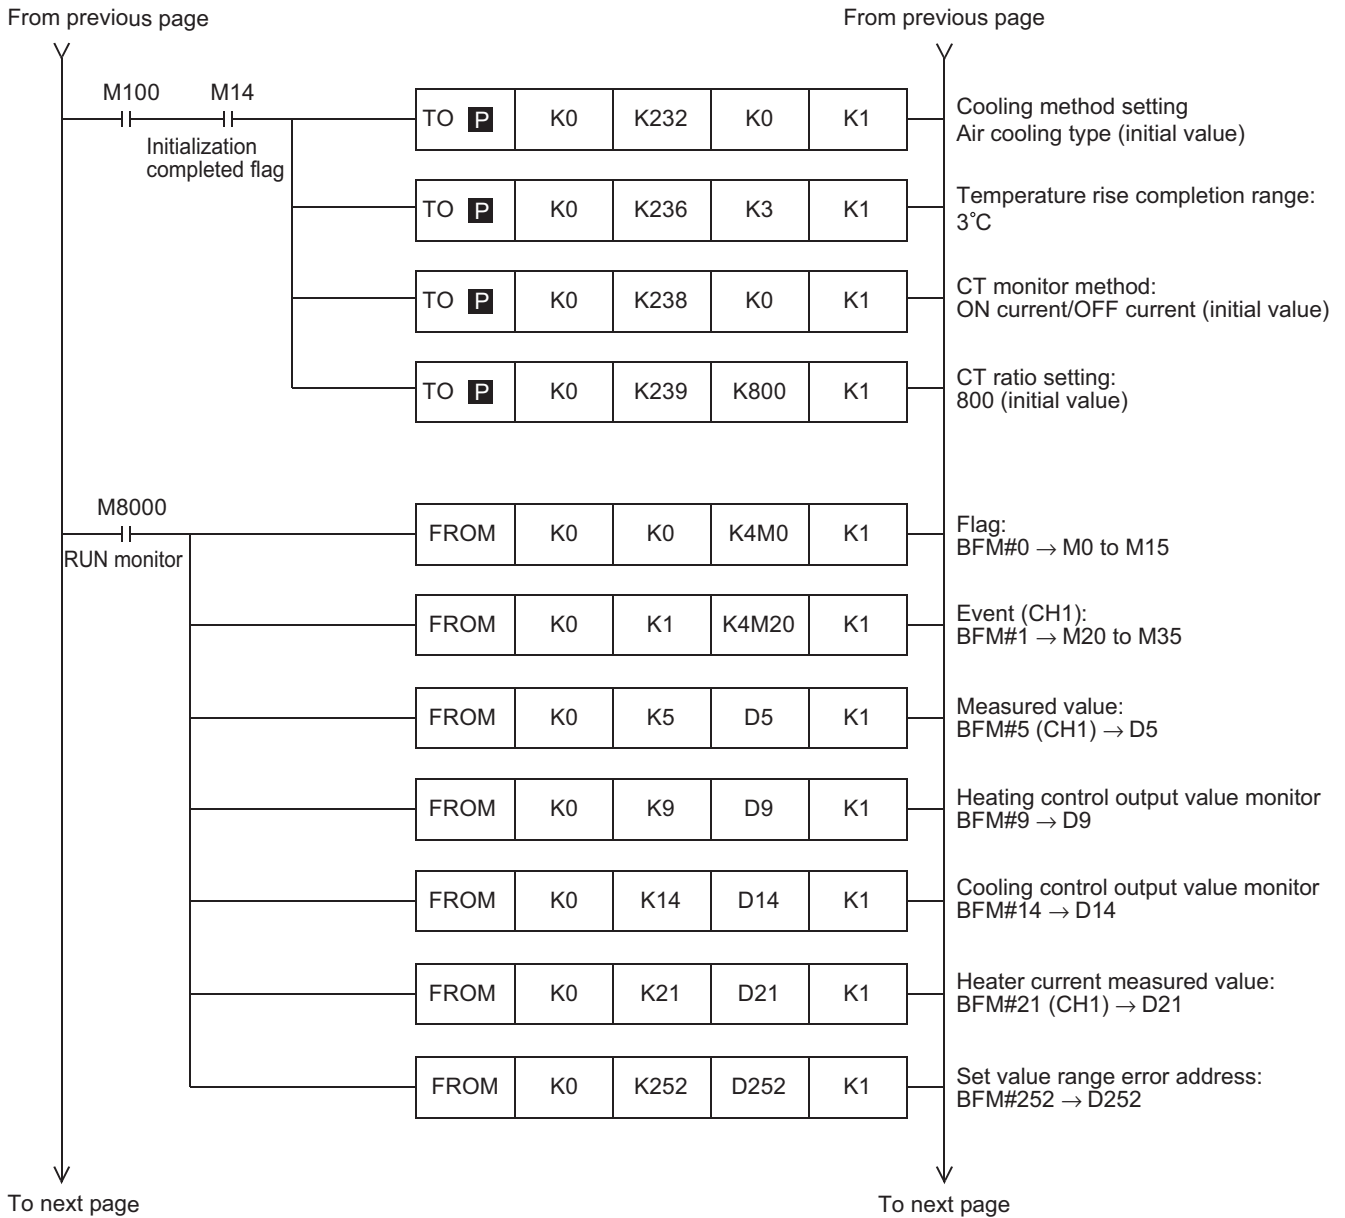 From previous page
From previous page
M100 M14
Initialization
completed flag
TO P K0 K232 K0 K1
Cooling method setting
Air cooling type (initial value)
TO P K0 K236 K3 K1
Temperature rise completion range:
3°C
TO P K0 K238 K0 K1
CT monitor method:
ON current/OFF current (initial value)
TO P K0 K239 K800 K1
CT ratio setting:
800 (initial value)
M8000
RUN monitor
FROM K0 K0 K4M0 K1
Flag:
BFM#0 → M0 to M15
FROM K0 K1 K4M20 K1
Event (CH1):
BFM#1 → M20 to M35
FROM K0 K5 D5 K1
Measured value:
BFM#5 (CH1) → D5
FROM K0 K9 D9 K1
Heating control output value monitor
BFM#9 → D9
FROM K0 K14 D14 K1
Cooling control output value monitor
BFM#14 → D14
FROM K0 K21 D21 K1
Heater current measured value:
BFM#21 (CH1) → D21
FROM K0 K252 D252 K1
Set value range error address:
BFM#252 → D252
To next page
To next page